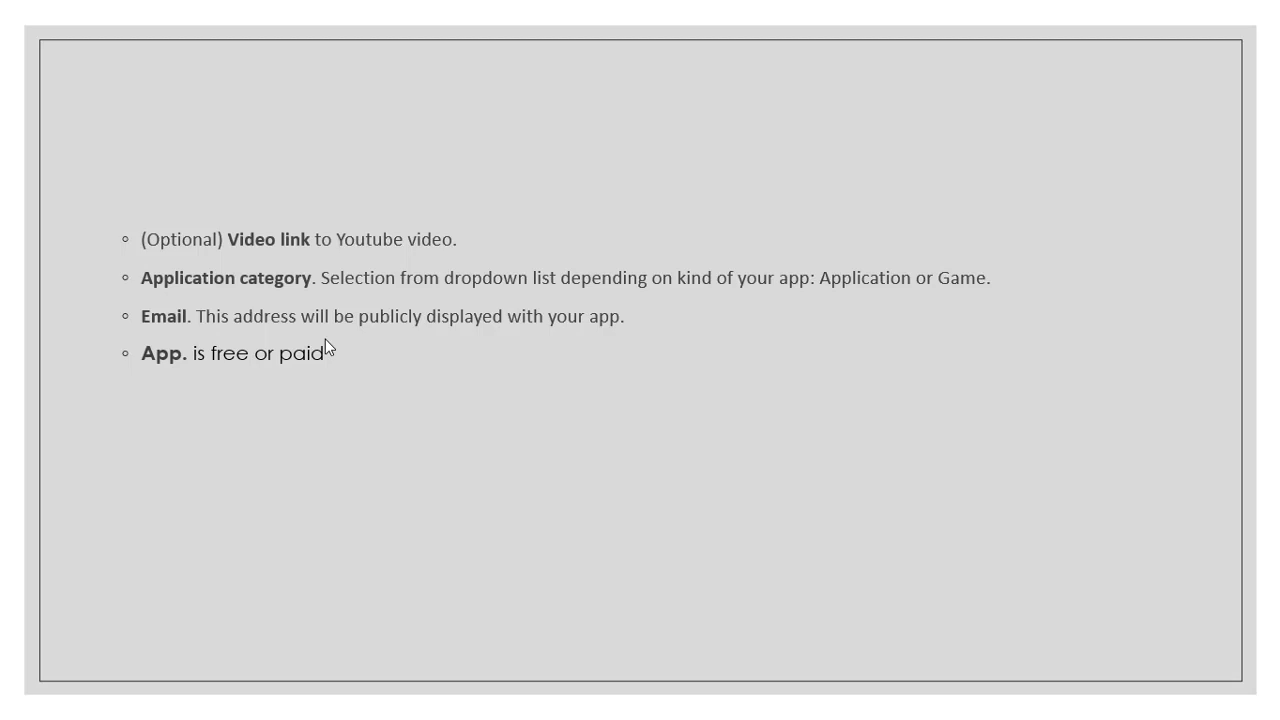 (Optional) Video link to Youtube video.
Application category. Selection from dropdown list depending on kind of your app: Application or Game.
Email. This address will be publicly displayed with your app.
App. is free or paid